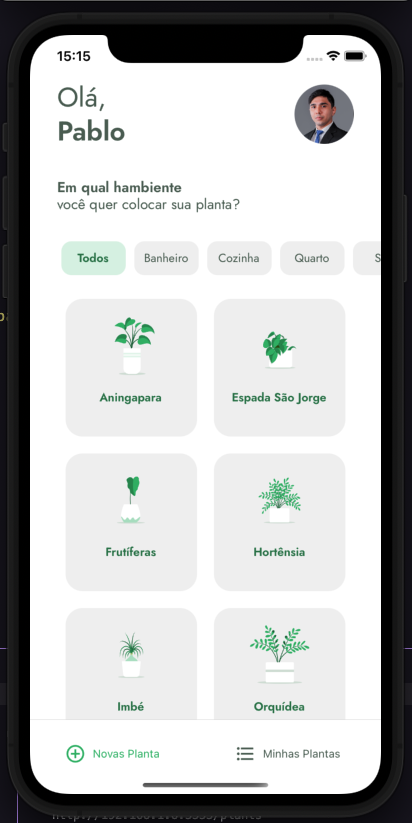 15:15
Olá,
Pablo
Em qual hambiente
você quer colocar sua planta?
Todos Banheiro Cozinha Quarto S
Aningapara Espada São Jorge
Frutíferas Hortênsia
Imbé Orquídea
Novas Planta Minhas Plantas